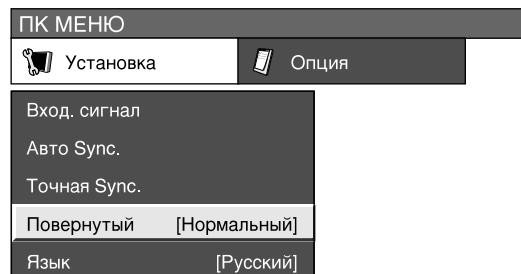 ПК МЕНЮ
Установка Опция
Вход. сигнал
Авто Sync.
Точная Sync.
Повернутый [Нормальный]
Язык [Русский]